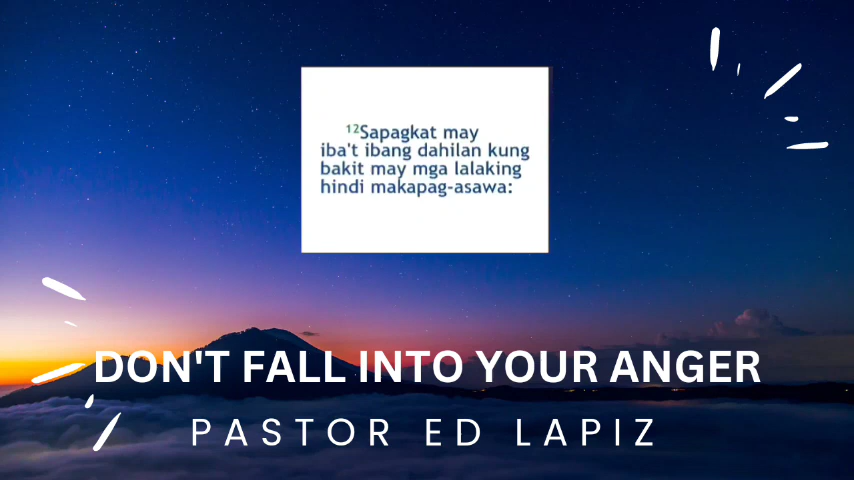 12Sapagkat may
iba't ibang dahilan kung
bakit may mga lalaking
hindi makapag-asawa:
DON'T FALL INTO YOUR ANGER
PASTOR ED LAPIZ